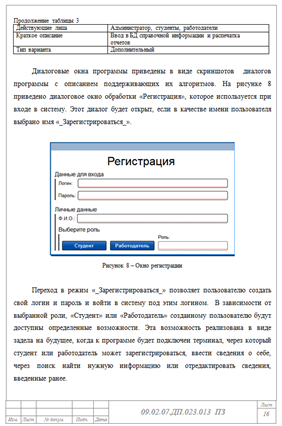 Продолжение таблицы 3
Действующие лица Администратор, студенты, работодатели
Краткое описание Ввод в БД справочной информации и распечатка
отчетов
Тип варианта Дополнительный
Диалоговые окна программы приведены в виде скриншотов диалогов
программы с описанием поддерживающих их алгоритмов. На рисунке 8
приведено диалоговое окно обработки «Регистрация», которое используется при
входе в систему. Этот диалог будет открыт, если в качестве имени пользователя
выбрано имя «_Зарегистрироваться_».
Регистрация
Данные для входа
Логин:
Пароль:
Личные данные
Ф.И.О.:
Выберите роль
Роль:
Студент Работодатель
Рисунок 8 – Окно регистрации
Переход в режим «_Зарегистрироваться_» позволяет пользователю создать
свой логин и пароль и войти в систему под этим логином. В зависимости от
выбранной роли, «Студент» или «Работодатель» созданному пользователю будут
доступны определенные возможности. Эта возможность реализована в виде
задела на будущее, когда к программе будет подключен терминал, через который
студент или работодатель может зарегистрироваться, ввести сведения о себе,
через поиск найти нужную информацию или отредактировать сведения,
введенные ранее.
09.02.07.ДП.023.013 ПЗ
Лист
16
Изм. Лист № докум. Подп. Дата